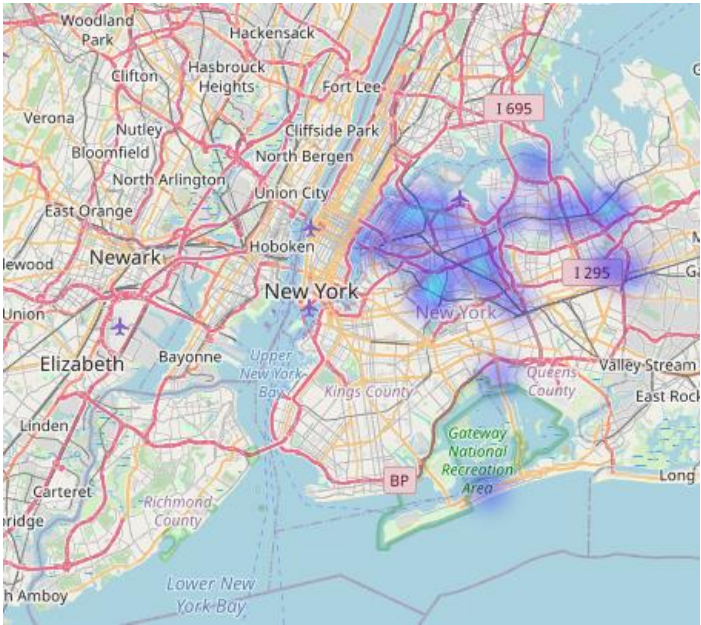 Woodland
Park
Hackensack
Hasbrouck
Heights
Clifton
Fort Lee
I 695
Verona
Nutley
Cliffside Park
Bloomfield
North Bergen
North Arlington
Union City
East Orange
Hoboken
Newark
I 295
New York
Union
New York
Elizabeth
Bayonne
Upper
New York
Bay
Kings County
Queens
County
Valley Stream
East Rock
Linden
Gateway
National
Recreation
Area
BP
Long
Carteret
Richmond
County
Lower New
York Bay
h Amboy